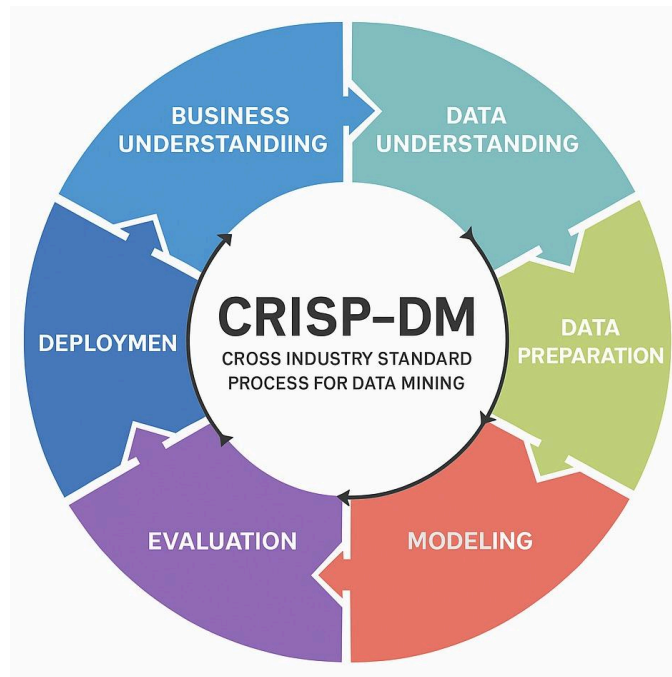 BUSINESS
UNDERSTANDIING
DATA
UNDERSTANDING
DATA
PREPARATION
MODELING
EVALUATION
DEPLOYMEN
CRISP–DM
CROSS INDUSTRY STANDARD
PROCESS FOR DATA MINING